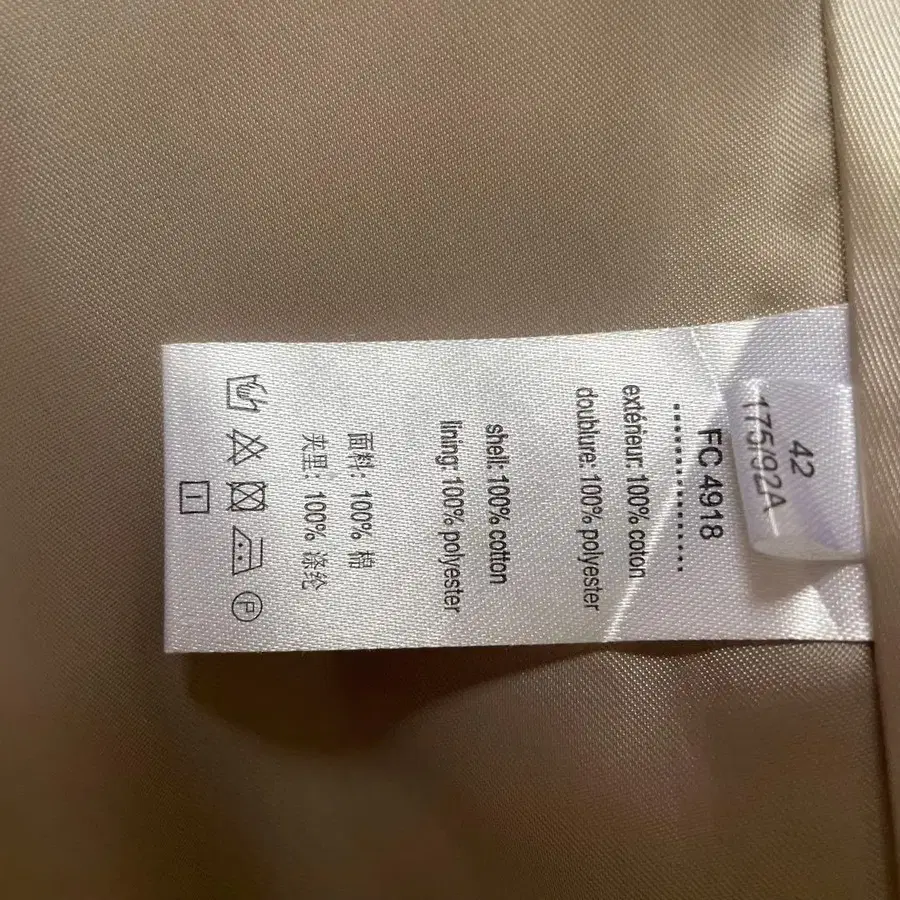 42
175/92A
FC 4918
extérieur: 100% coton
doublure: 100% polyester
shell: 100% cotton
lining: 100% polyester
面料: 100% 棉
夹里: 100% 涤纶
P
I